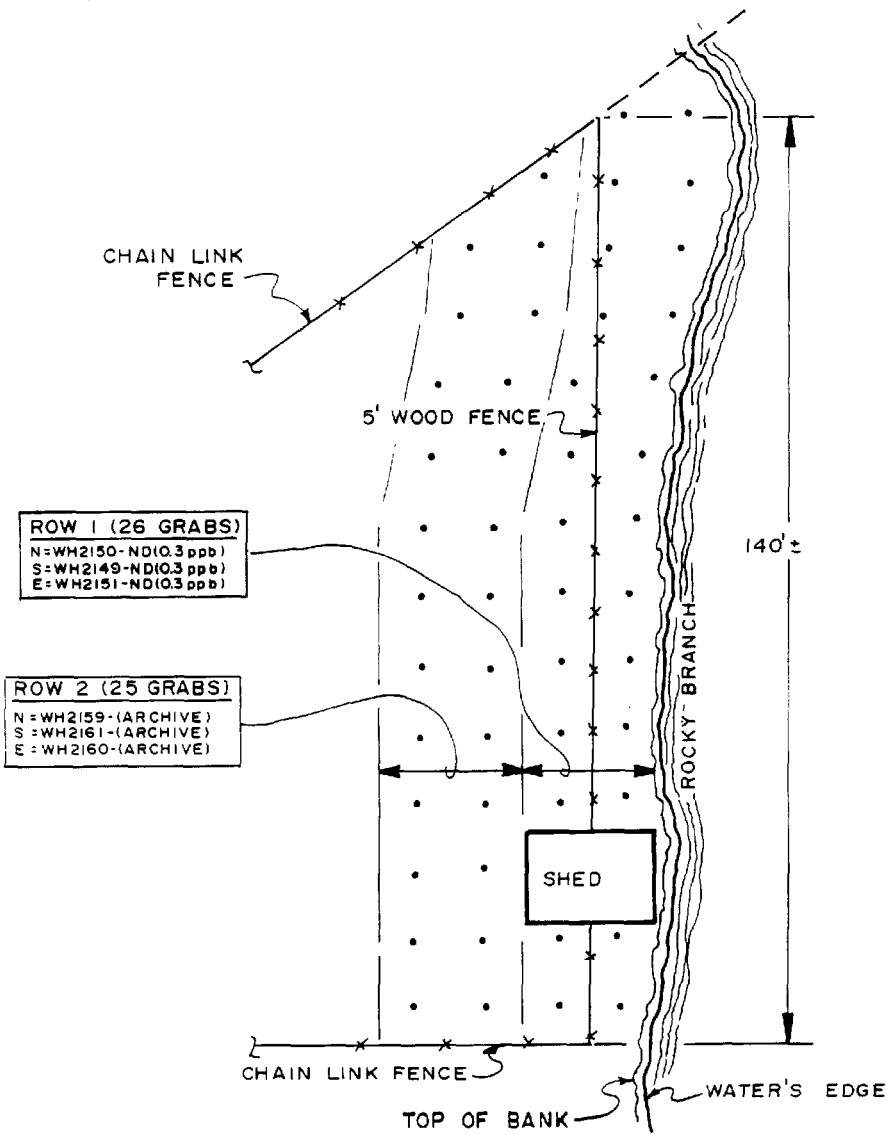 CHAIN LINK
FENCE
5' WOOD FENCE
ROW 1 (26 GRABS)
N=WH2150-ND(0.3 ppb)
S=WH2149-ND(0.3 ppb)
E=WH2151-ND(0.3 ppb)
140'±
ROCKY BRANCH
ROW 2 (25 GRABS)
N=WH2159-(ARCHIVE)
S=WH2161-(ARCHIVE)
E=WH2160-(ARCHIVE)
SHED
CHAIN LINK FENCE
WATER'S EDGE
TOP OF BANK